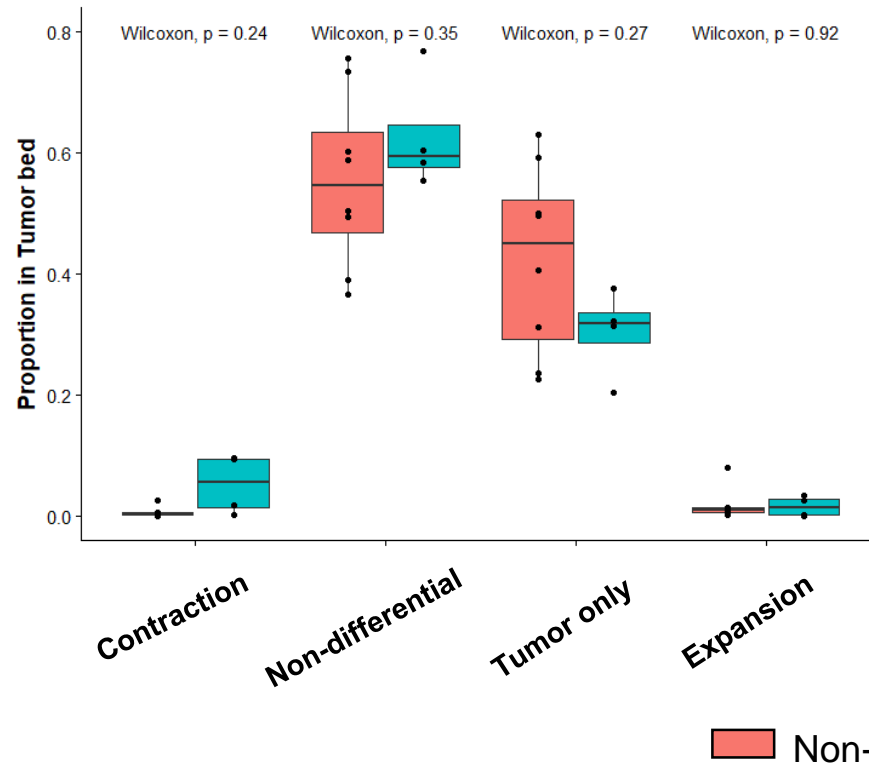 Wilcoxon, p = 0.24
Wilcoxon, p = 0.35
Wilcoxon, p = 0.27
Wilcoxon, p = 0.92
Proportion in Tumor bed
0.8
0.6
0.4
0.2
0.0
Contraction
Non-differential
Tumor only
Expansion
Non-